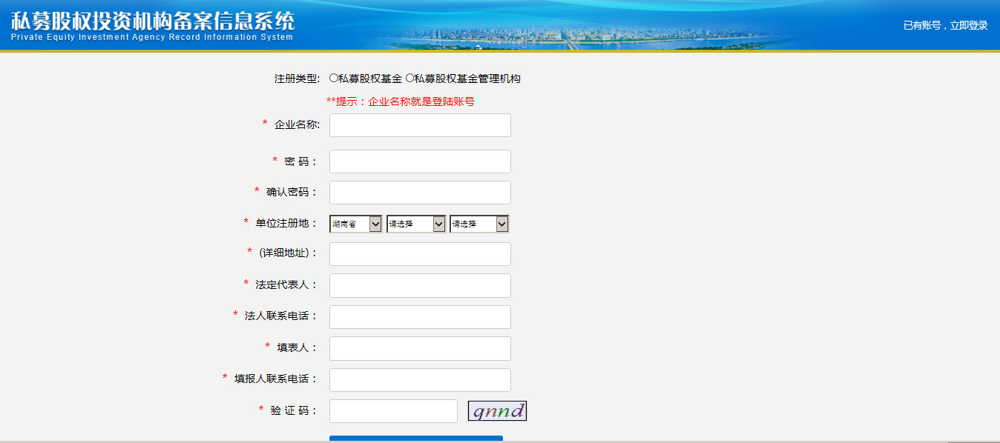 私募股权投资机构备案信息系统
Private Equity Investment Agency Record Information System
已有账号，立即登录
注册类型: 私募股权基金 私募股权基金管理机构
**提示：企业名称就是登陆账号
* 企业名称:
* 密 码：
* 确认密码：
* 单位注册地： 湖南省 请选择 请选择
* (详细地址)：
* 法定代表人：
* 法人联系电话：
* 填表人：
* 填报人联系电话：
* 验 证 码： qnnd